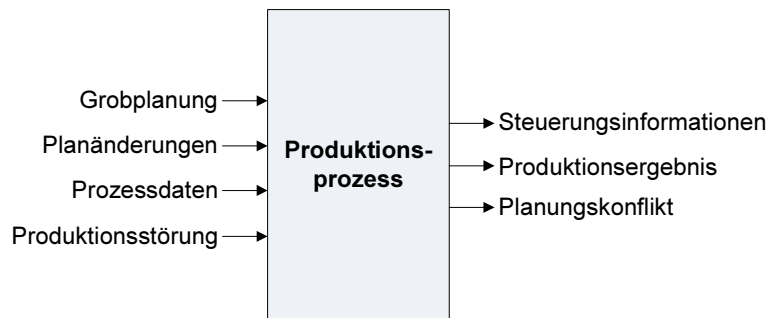 Grobplanung
Planänderungen
Prozessdaten
Produktionsstörung
Produktions-
prozess
Steuerungsinformationen
Produktionsergebnis
Planungskonflikt